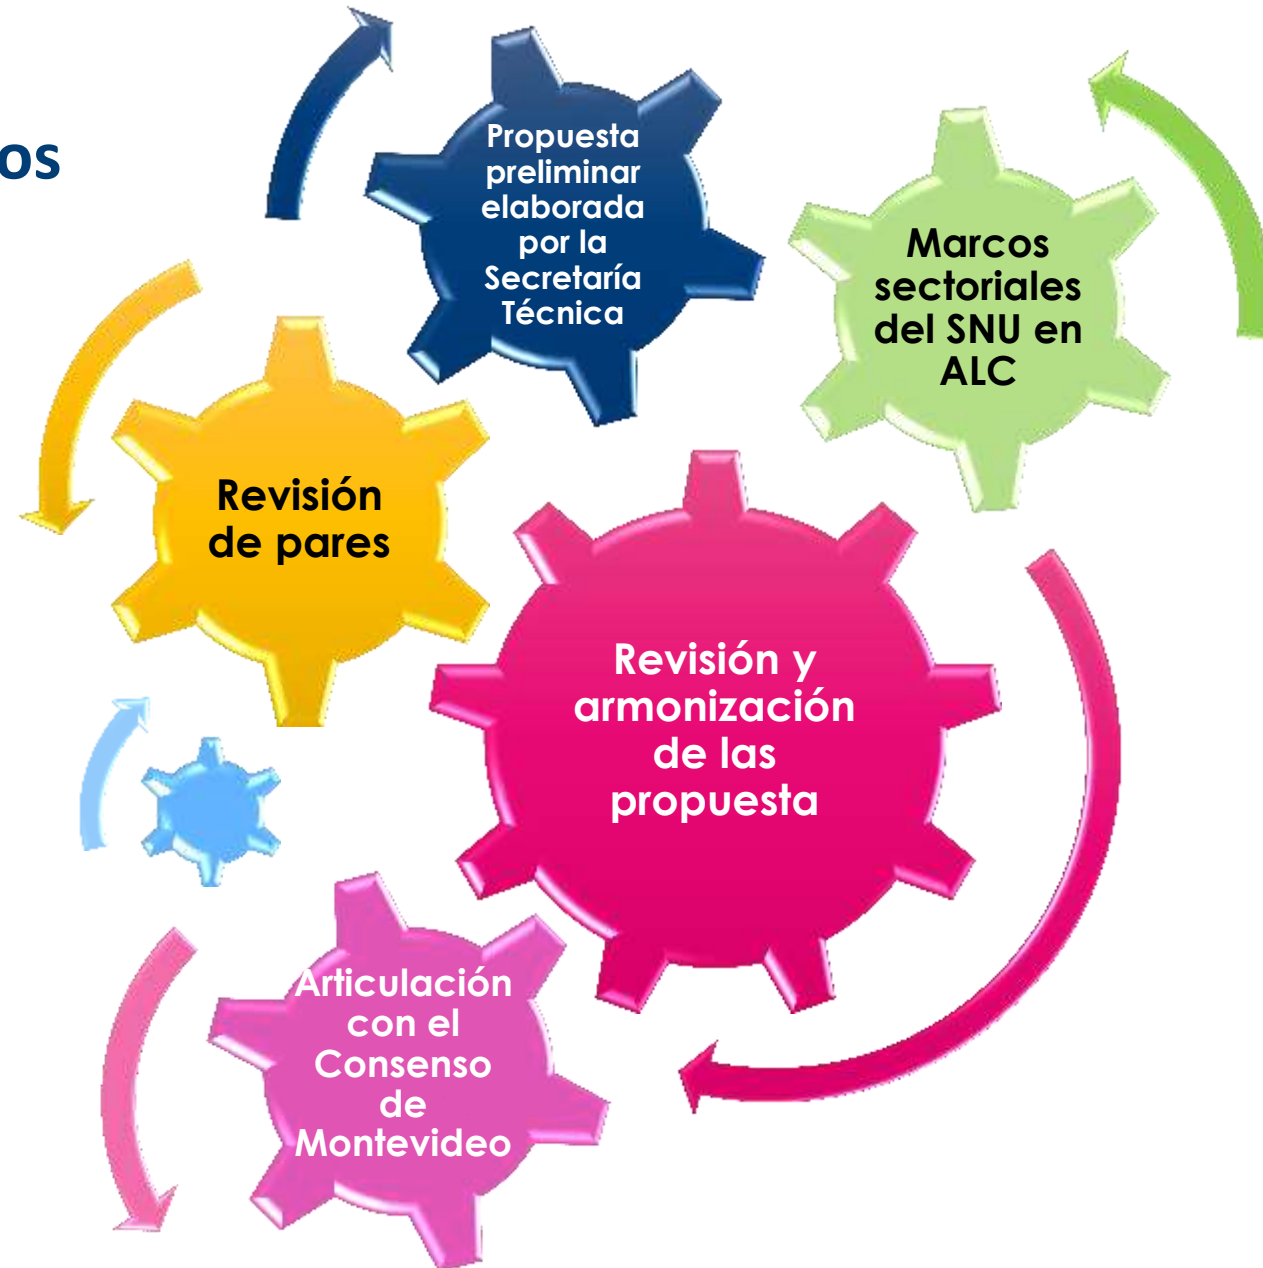 os
Propuesta
preliminar
elaborada
por la
Secretaría
Técnica
Marcos
sectoriales
del SNU en
ALC
Revisión
de pares
Revisión y
armonización
de las
propuesta
Articulación
con el
Consenso
de
Montevideo